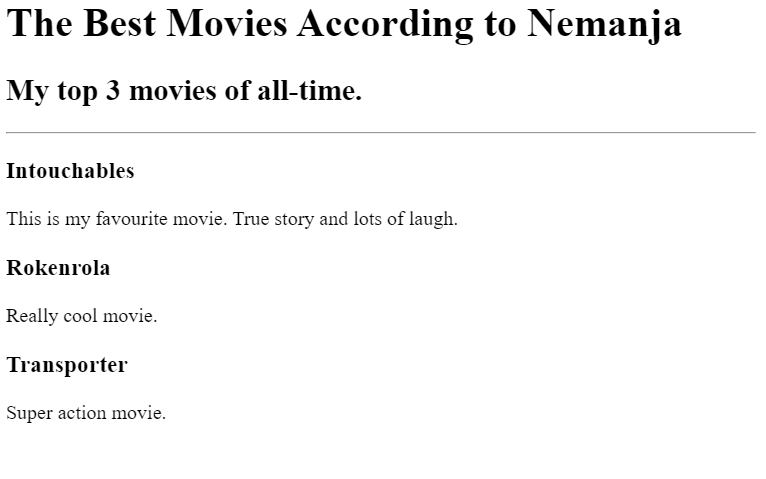 The Best Movies According to Nemanja
My top 3 movies of all-time.
Intouchables
This is my favourite movie. True story and lots of laugh.
Rokenrola
Really cool movie.
Transporter
Super action movie.